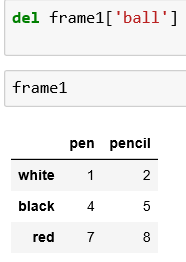 del frame1['ball']
frame1
pen pencil
white 1 2
black 4 5
red 7 8